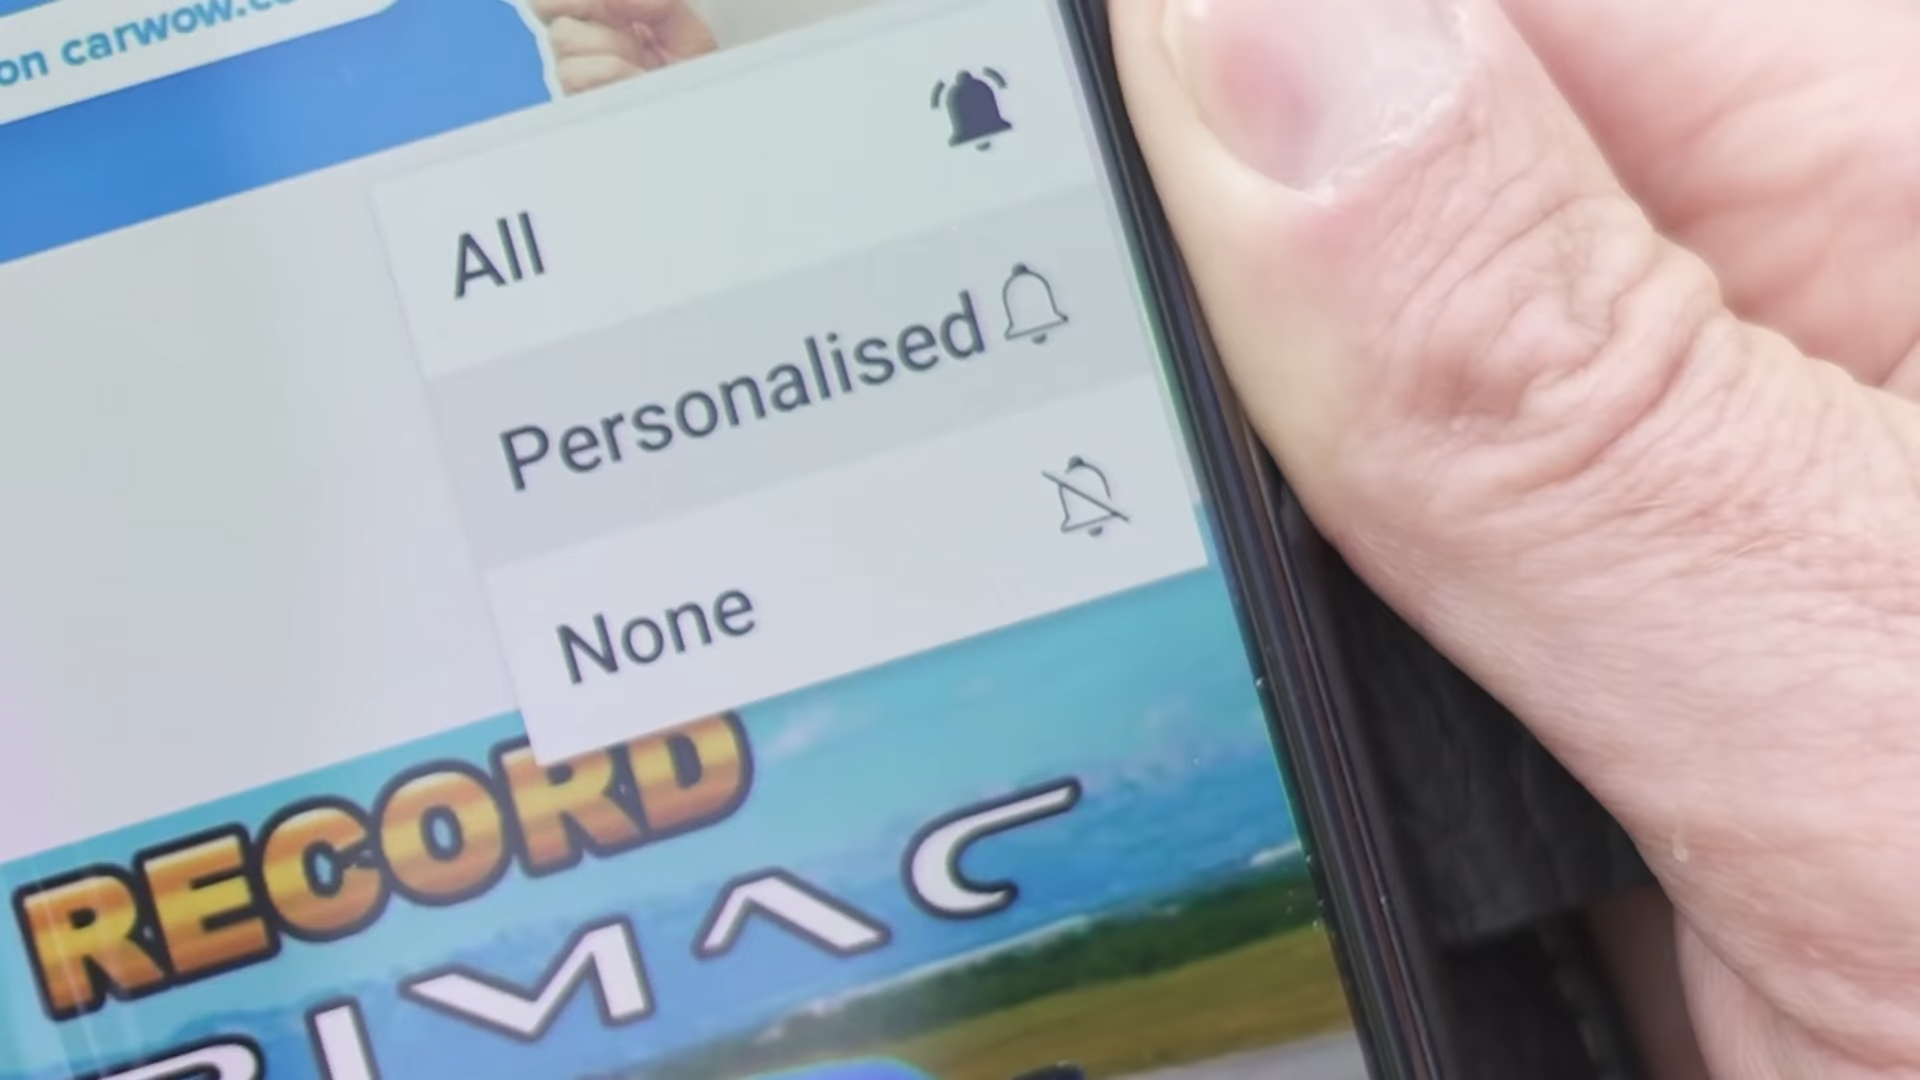 on carwow.c
All
Personalised
None
RECORD
RIMAC